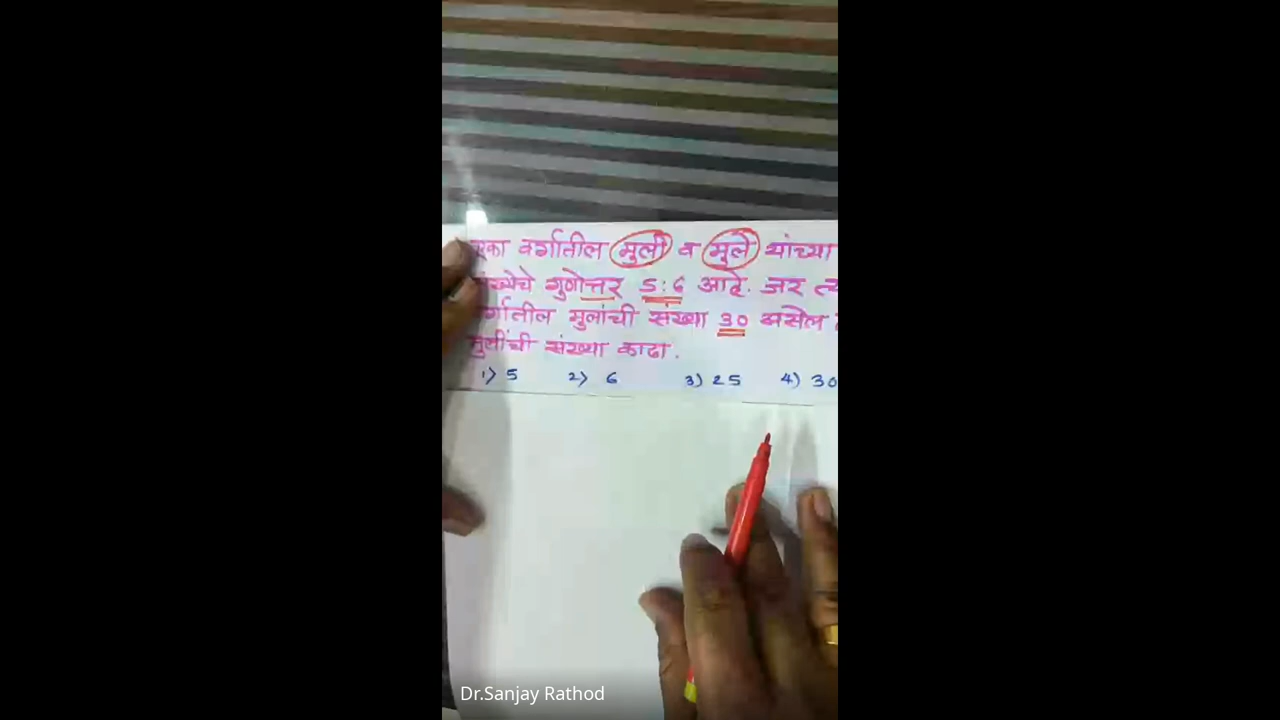 एका वर्गातील मुली व मुले यांच्या
संख्येचे गुणोत्तर 5:6 आहे. जर
वर्गातील मुलांची संख्या 30 असेल
मुलींची संख्या काढा.
1) 5 2) 6 3) 25 4) 30
Dr.Sanjay Rathod